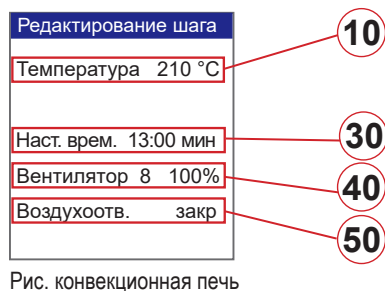 Редактирование шага
10
Температура 210 °C
Наст. врем. 13:00 мин
30
Вентилятор 8 100%
40
Воздухоотв. закр
50
Рис. конвекционная печь